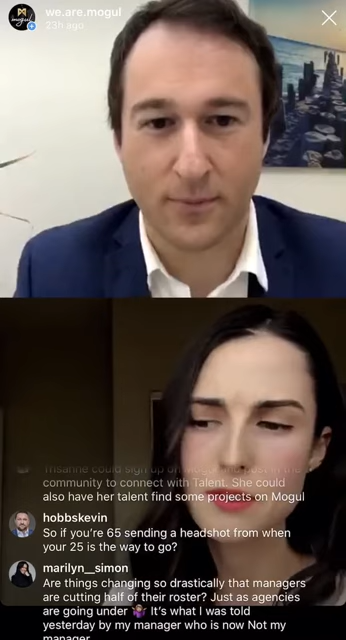 we.are.mogul
23h ago
mogul
community to connect with Talent. She could
also have her talent find some projects on Mogul
hobbskevin
So if you're 65 sending a headshot from when
your 25 is the way to go?
marilyn__simon
Are things changing so drastically that managers
are cutting half of their roster? Just as agencies
are going under 🤷🏽‍♀️ It's what I was told
yesterday by my manager who is now Not my
manager